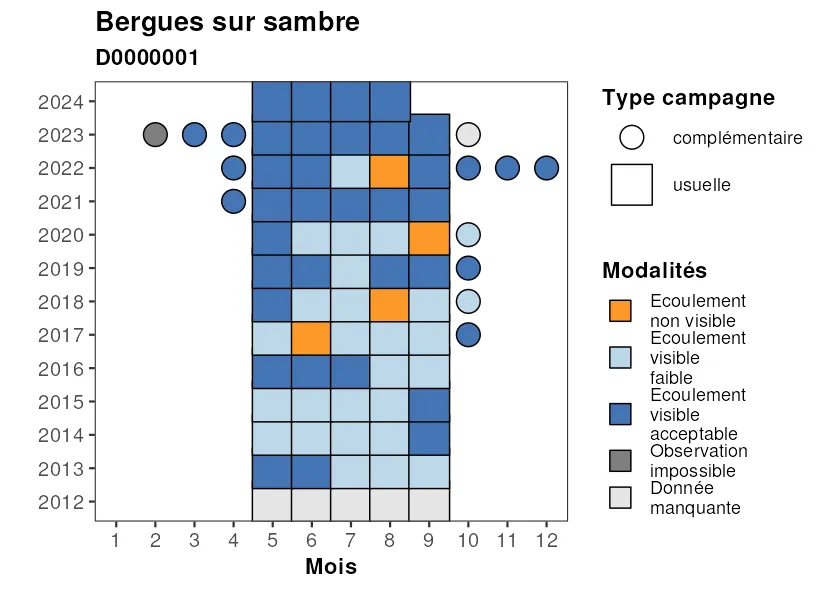 Bergues sur sambre
D0000001
2024
2023
2022
2021
2020
2019
2018
2017
2016
2015
2014
2013
2012
1 2 3 4 5 6 7 8 9 10 11 12
Mois
Type campagne
complémentaire
usuelle
Modalités
Ecoulement
non visible
Ecoulement
visible
faible
Ecoulement
visible
acceptable
Observation
impossible
Donnée
manquante